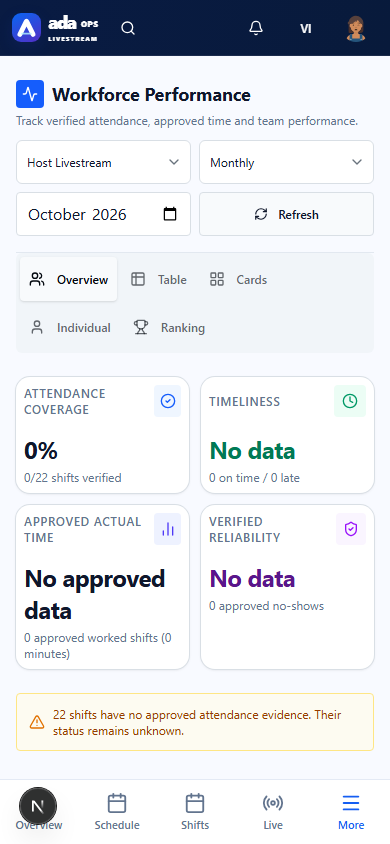 ada OPS
LIVESTREAM
VI
Workforce Performance
Track verified attendance, approved time and team performance.
Host Livestream
Monthly
October 2026
Refresh
Overview
Table
Cards
Individual
Ranking
ATTENDANCE
COVERAGE
0%
0/22 shifts verified
TIMELINESS
No data
0 on time / 0 late
APPROVED ACTUAL
TIME
No approved
data
0 approved worked shifts (0
minutes)
VERIFIED
RELIABILITY
No data
0 approved no-shows
22 shifts have no approved attendance evidence. Their
status remains unknown.
N
Overview
Schedule
Shifts
Live
More